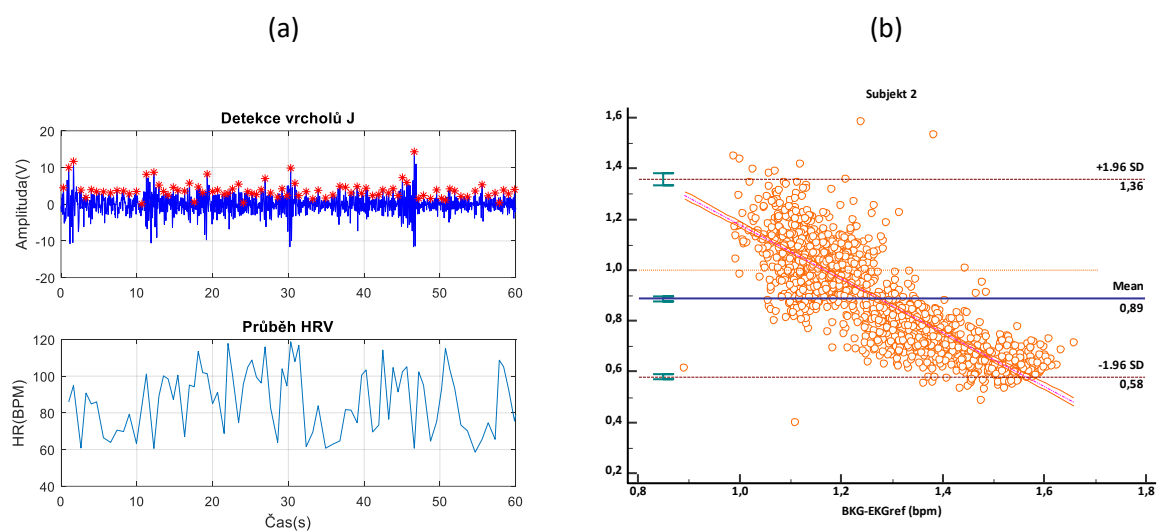 (a)
Detekce vrcholů J
Amplituda(V)
20
10
0
-10
-20
0 10 20 30 40 50 60
Průběh HRV
HR(BPM)
120
100
80
60
40
0 10 20 30 40 50 60
Čas(s)
(b)
Subjekt 2
1,6
1,4
1,2
1,0
0,8
0,6
0,4
0,2
+1.96 SD
1,36
Mean
0,89
-1.96 SD
0,58
0,8 1,0 1,2 1,4 1,6 1,8
BKG-EKGref (bpm)